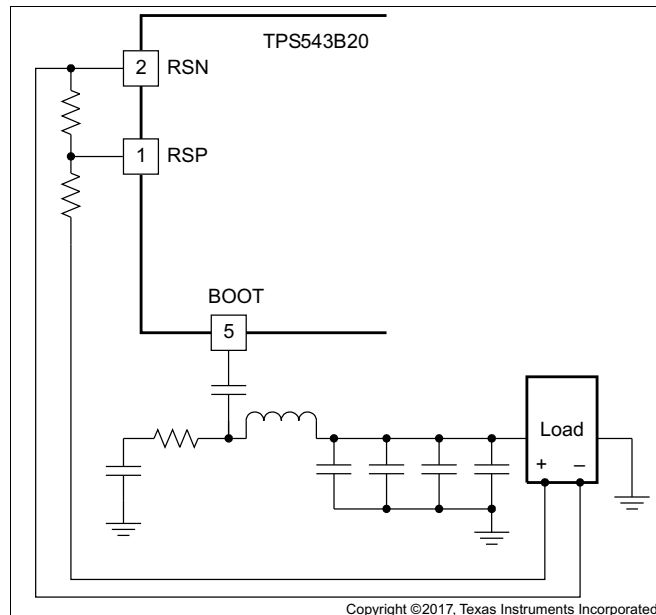 TPS543B20
2 RSN
1 RSP
BOOT
5
Load
+ –
Copyright ©2017, Texas Instruments Incorporated